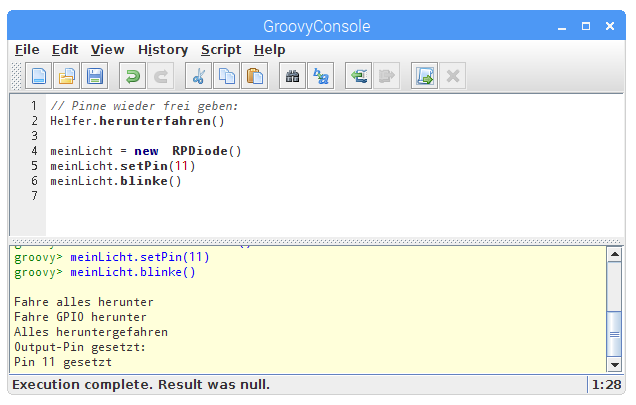 GroovyConsole
File Edit View History Script Help
1 // Pinne wieder frei geben:
2 Helfer.herunterfahren()
3
4 meinLicht = new  RPDiode()
5 meinLicht.setPin(11)
6 meinLicht.blinke()
7
groovy> meinLicht.setPin(11)
groovy> meinLicht.blinke()
Fahre alles herunter
Fahre GPIO herunter
Alles heruntergefahren
Output-Pin gesetzt:
Pin 11 gesetzt
Execution complete. Result was null. 1:28